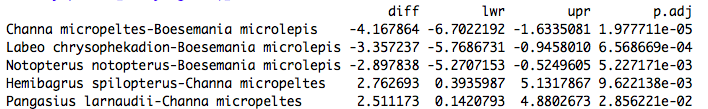 diff lwr upr p.adj
Channa micropeltes-Boesemania microlepis -4.167864 -6.7022192 -1.6335081 1.977711e-05
Labeo chrysophekadion-Boesemania microlepis -3.357237 -5.7686731 -0.9458010 6.568669e-04
Notopterus notopterus-Boesemania microlepis -2.897838 -5.2707153 -0.5249605 5.227171e-03
Hemibagrus spilopterus-Channa micropeltes 2.762693 0.3935987 5.1317867 9.622138e-03
Pangasius larnaudii-Channa micropeltes 2.511173 0.1420793 4.8802673 2.856221e-02